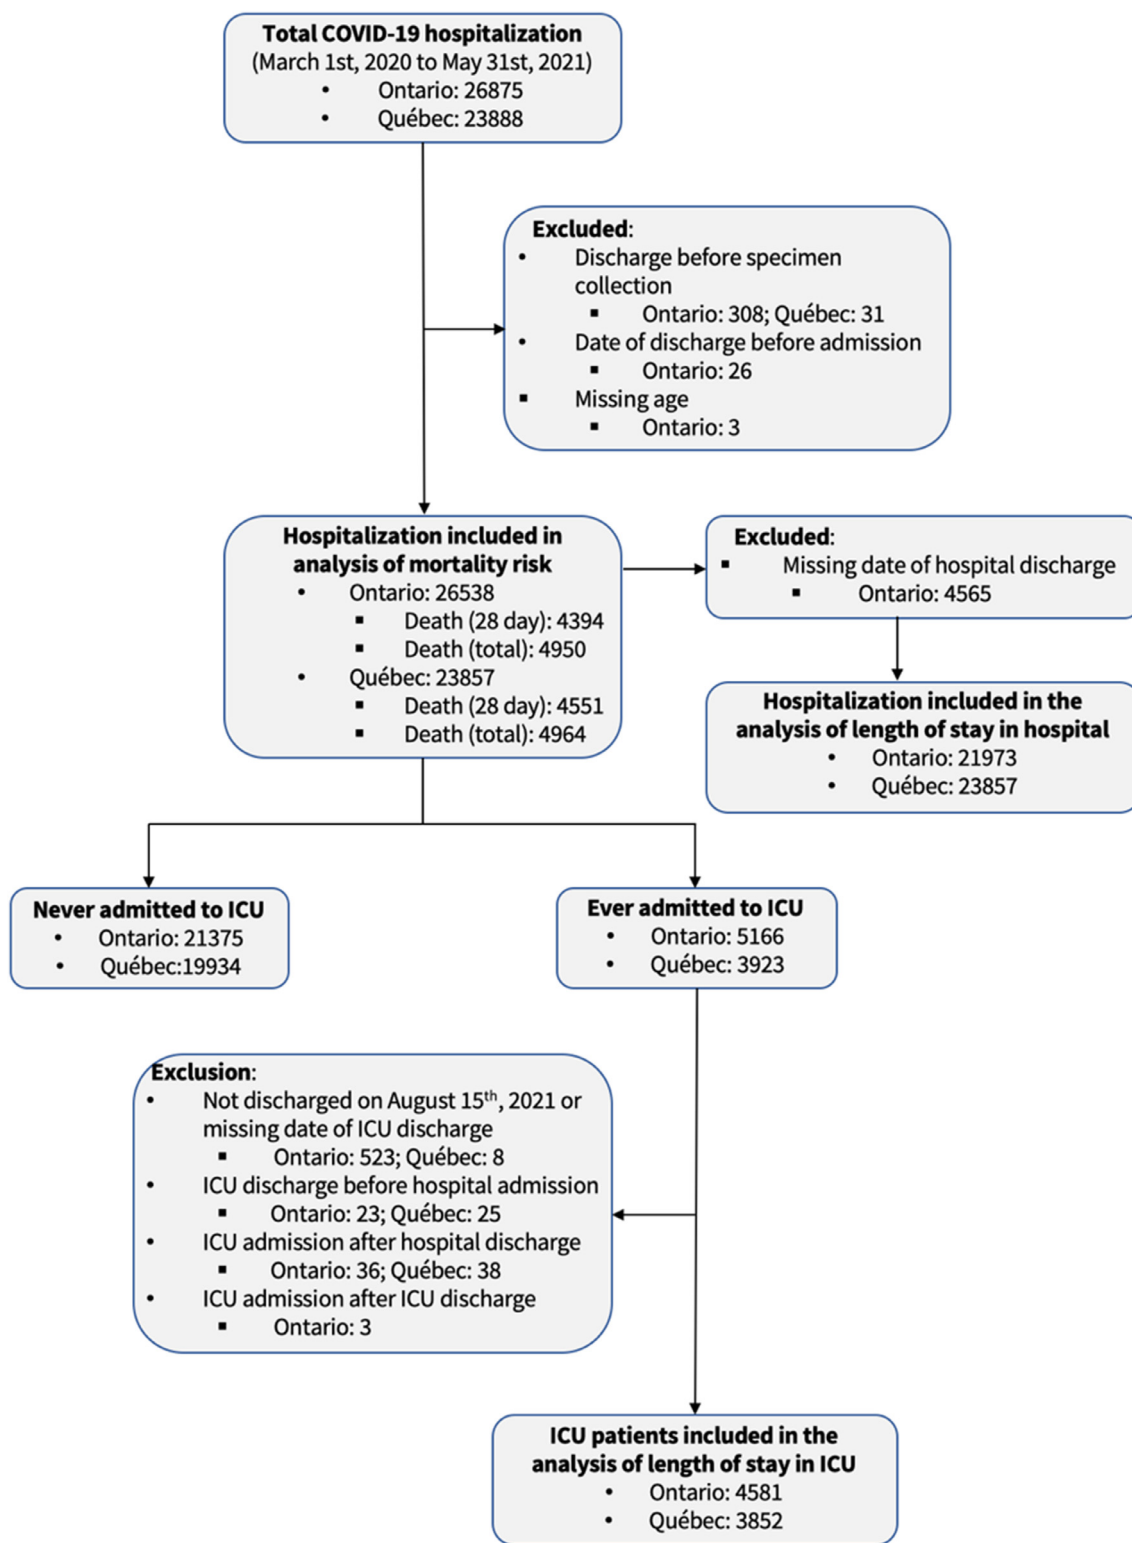 Total COVID-19 hospitalization
(March 1st, 2020 to May 31st, 2021)
• Ontario: 26875
• Québec: 23888
Excluded:
• Discharge before specimen
collection
▪ Ontario: 308; Québec: 31
• Date of discharge before admission
▪ Ontario: 26
▪ Missing age
▪ Ontario: 3
Hospitalization included in
analysis of mortality risk
• Ontario: 26538
▪ Death (28 day): 4394
▪ Death (total): 4950
• Québec: 23857
▪ Death (28 day): 4551
▪ Death (total): 4964
Excluded:
▪ Missing date of hospital discharge
▪ Ontario: 4565
Hospitalization included in the
analysis of length of stay in hospital
• Ontario: 21973
• Québec: 23857
Never admitted to ICU
• Ontario: 21375
• Québec:19934
Ever admitted to ICU
• Ontario: 5166
• Québec: 3923
Exclusion:
• Not discharged on August 15th, 2021 or
missing date of ICU discharge
▪ Ontario: 523; Québec: 8
• ICU discharge before hospital admission
▪ Ontario: 23; Québec: 25
• ICU admission after hospital discharge
▪ Ontario: 36; Québec: 38
• ICU admission after ICU discharge
▪ Ontario: 3
ICU patients included in the
analysis of length of stay in ICU
• Ontario: 4581
• Québec: 3852